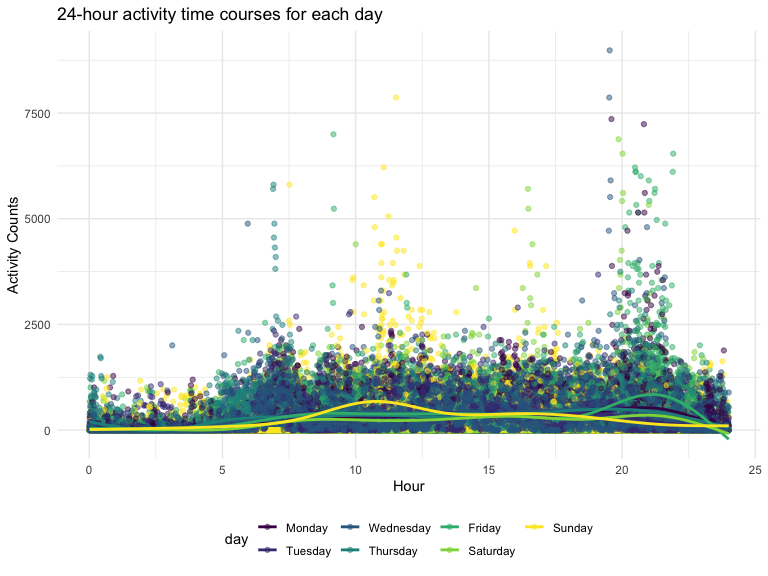 24-hour activity time courses for each day
Activity Counts
7500
5000
2500
0
0 5 10 15 20 25
Hour
day
Monday Wednesday Friday Sunday
Tuesday Thursday Saturday